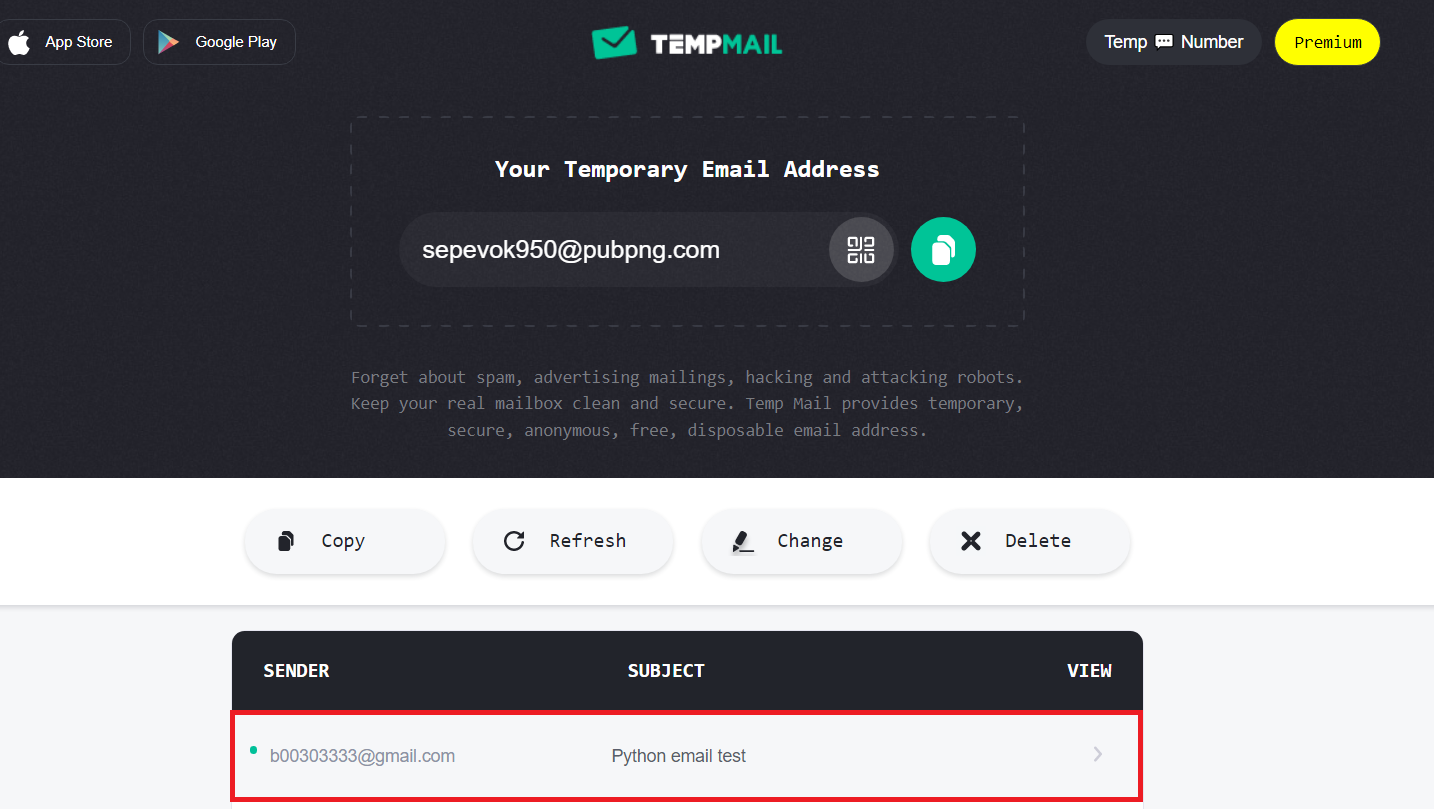 App Store
Google Play
TEMPMAIL
Temp Number
Premium
Your Temporary Email Address
sepevok950@pubpng.com
Forget about spam, advertising mailings, hacking and attacking robots.
Keep your real mailbox clean and secure. Temp Mail provides temporary,
secure, anonymous, free, disposable email address.
Copy
Refresh
Change
Delete
SENDER
SUBJECT
VIEW
b00303333@gmail.com
Python email test